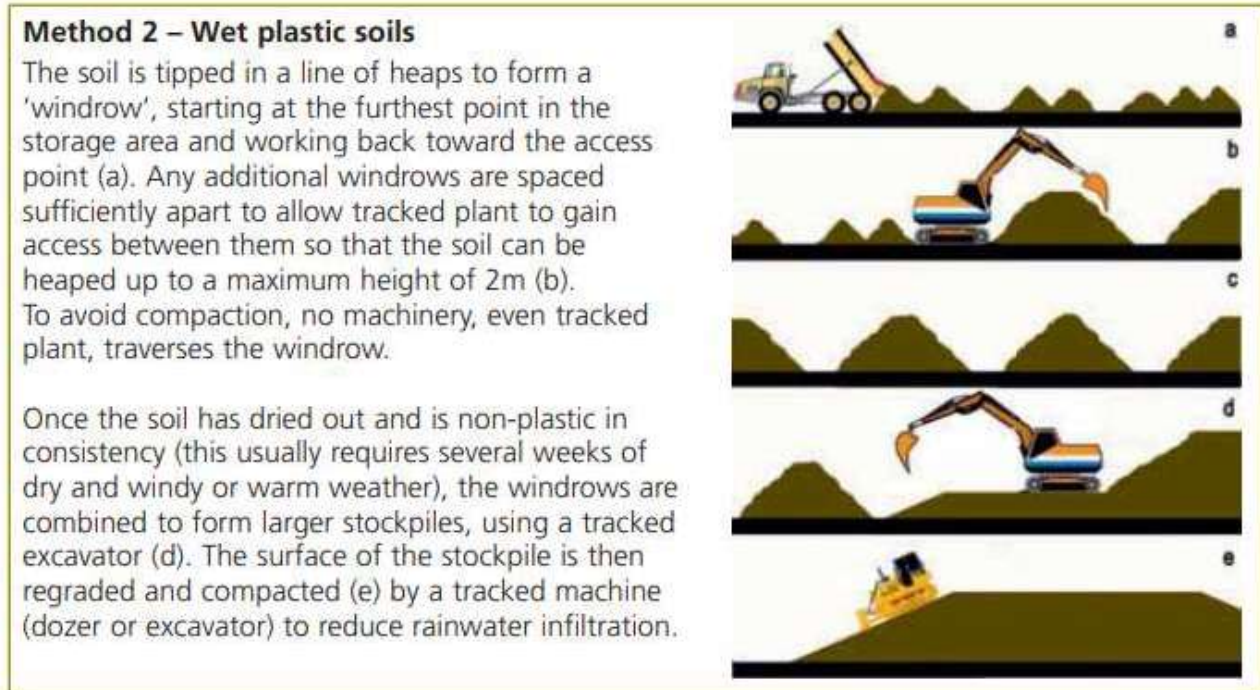 Method 2 – Wet plastic soils
The soil is tipped in a line of heaps to form a
‘windrow’, starting at the furthest point in the
storage area and working back toward the access
point (a). Any additional windrows are spaced
sufficiently apart to allow tracked plant to gain
access between them so that the soil can be
heaped up to a maximum height of 2m (b).
To avoid compaction, no machinery, even tracked
plant, traverses the windrow.
Once the soil has dried out and is non-plastic in
consistency (this usually requires several weeks of
dry and windy or warm weather), the windrows are
combined to form larger stockpiles, using a tracked
excavator (d). The surface of the stockpile is then
regraded and compacted (e) by a tracked machine
(dozer or excavator) to reduce rainwater infiltration.
a
b
c
d
e